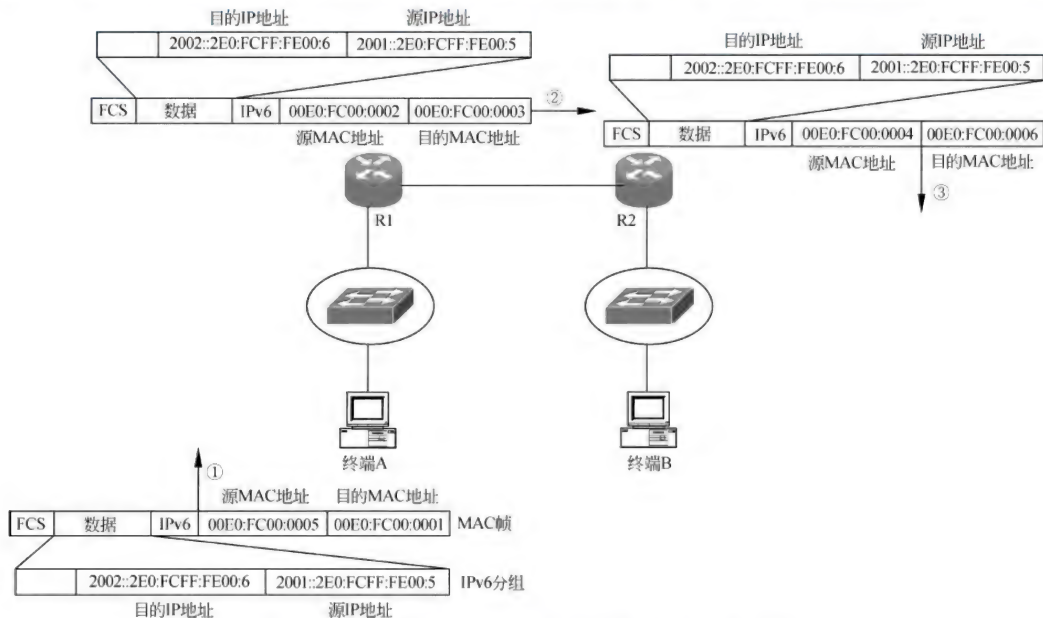 目的IP地址 源IP地址
2002::2E0:FCFF:FE00:6 2001::2E0:FCFF:FE00:5
FCS 数据 IPv6 00E0:FC00:0002 00E0:FC00:0003
源MAC地址 目的MAC地址
②
目的IP地址 源IP地址
2002::2E0:FCFF:FE00:6 2001::2E0:FCFF:FE00:5
FCS 数据 IPv6 00E0:FC00:0004 00E0:FC00:0006
源MAC地址 目的MAC地址
③
R1 R2
终端A 终端B
①
源MAC地址 目的MAC地址
FCS 数据 IPv6 00E0:FC00:0005 00E0:FC00:0001 MAC帧
2002::2E0:FCFF:FE00:6 2001::2E0:FCFF:FE00:5 IPv6分组
目的IP地址 源IP地址